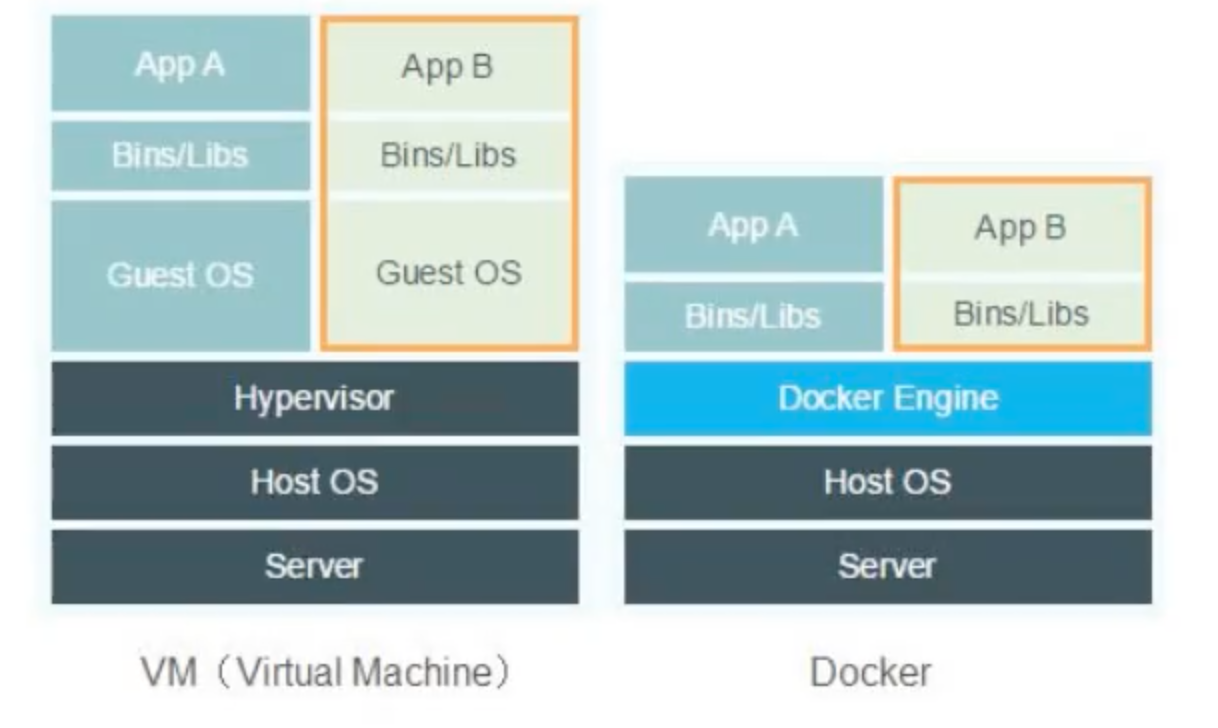 App A
App B
Bins/Libs
Bins/Libs
Guest OS
Guest OS
Hypervisor
Host OS
Server
VM（Virtual Machine）
App A
App B
Bins/Libs
Bins/Libs
Docker Engine
Host OS
Server
Docker